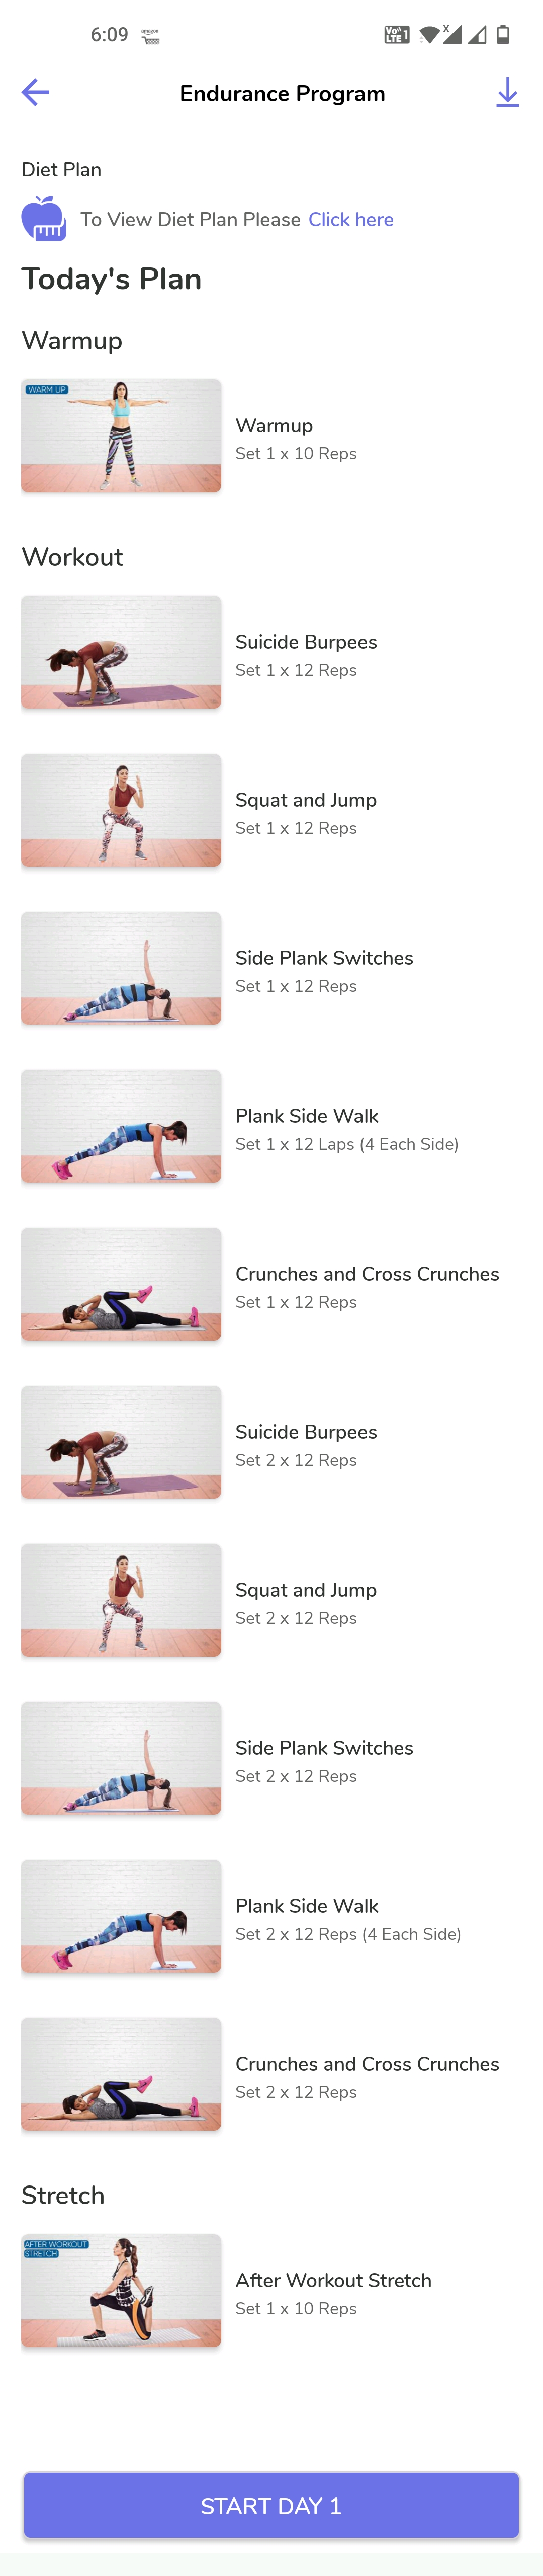 6:09
amazon
VoLTE 1
X
Endurance Program
Diet Plan
To View Diet Plan Please Click here
Today's Plan
Warmup
WARM UP
Warmup
Set 1 x 10 Reps
Workout
Suicide Burpees
Set 1 x 12 Reps
Squat and Jump
Set 1 x 12 Reps
Side Plank Switches
Set 1 x 12 Reps
Plank Side Walk
Set 1 x 12 Laps (4 Each Side)
Crunches and Cross Crunches
Set 1 x 12 Reps
Suicide Burpees
Set 2 x 12 Reps
Squat and Jump
Set 2 x 12 Reps
Side Plank Switches
Set 2 x 12 Reps
Plank Side Walk
Set 2 x 12 Reps (4 Each Side)
Crunches and Cross Crunches
Set 2 x 12 Reps
Stretch
AFTER WORKOUT
STRETCH
After Workout Stretch
Set 1 x 10 Reps
START DAY 1